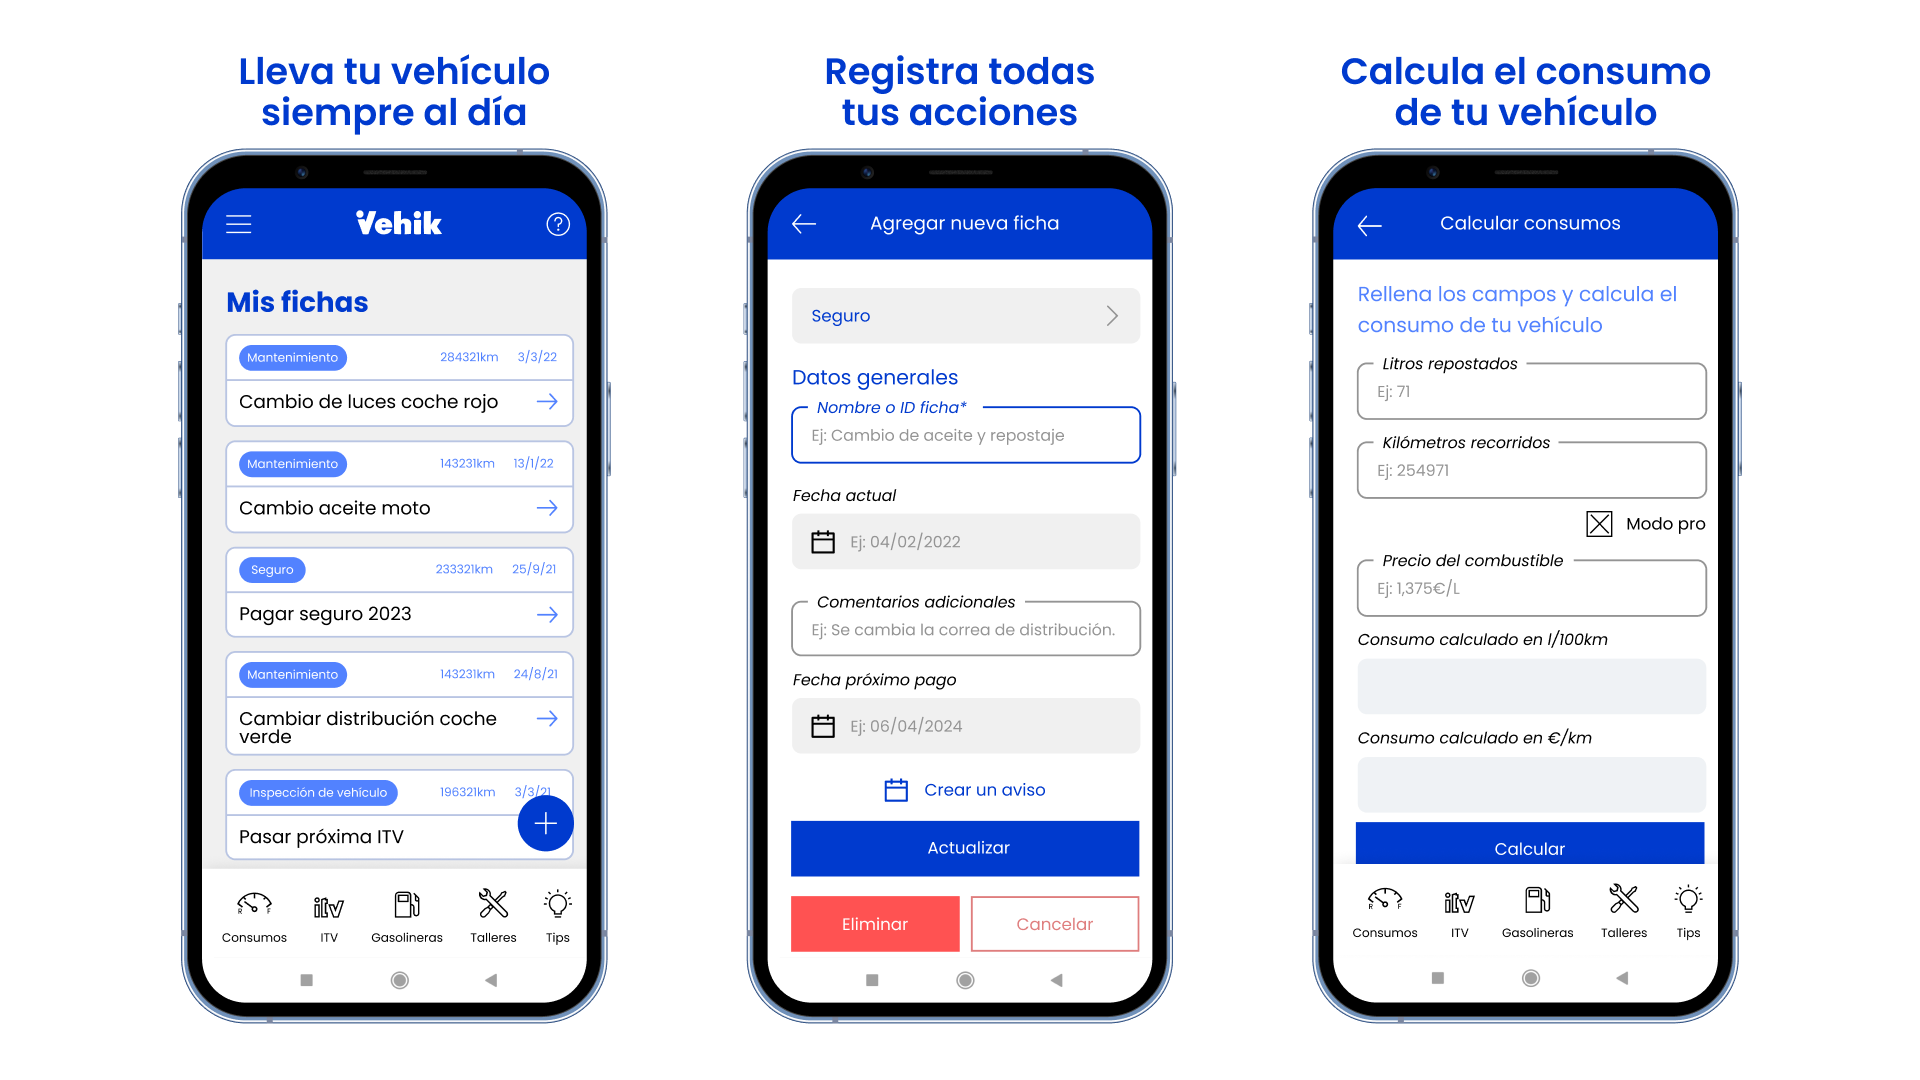 Lleva tu vehículo
siempre al día
Vehik
Mis fichas
Mantenimiento 284321km 3/3/22
Cambio de luces coche rojo
Mantenimiento 143231km 13/1/22
Cambio aceite moto
Seguro 233321km 25/9/21
Pagar seguro 2023
Mantenimiento 143231km 24/8/21
Cambiar distribución coche
verde
Inspección de vehículo 196321km 3/3/21
Pasar próxima ITV
R F
itv
Consumos ITV Gasolineras Talleres Tips
Registra todas
tus acciones
Agregar nueva ficha
Seguro
Datos generales
Nombre o ID ficha*
Ej: Cambio de aceite y repostaje
Fecha actual
Ej: 04/02/2022
Comentarios adicionales
Ej: Se cambia la correa de distribución.
Fecha próximo pago
Ej: 06/04/2024
Crear un aviso
Actualizar
Eliminar Cancelar
Calcula el consumo
de tu vehículo
Calcular consumos
Rellena los campos y calcula el
consumo de tu vehículo
Litros repostados
Ej: 71
Kilómetros recorridos
Ej: 254971
Modo pro
Precio del combustible
Ej: 1,375€/L
Consumo calculado en l/100km
Consumo calculado en €/km
Calcular
R F
itv
Consumos ITV Gasolineras Talleres Tips